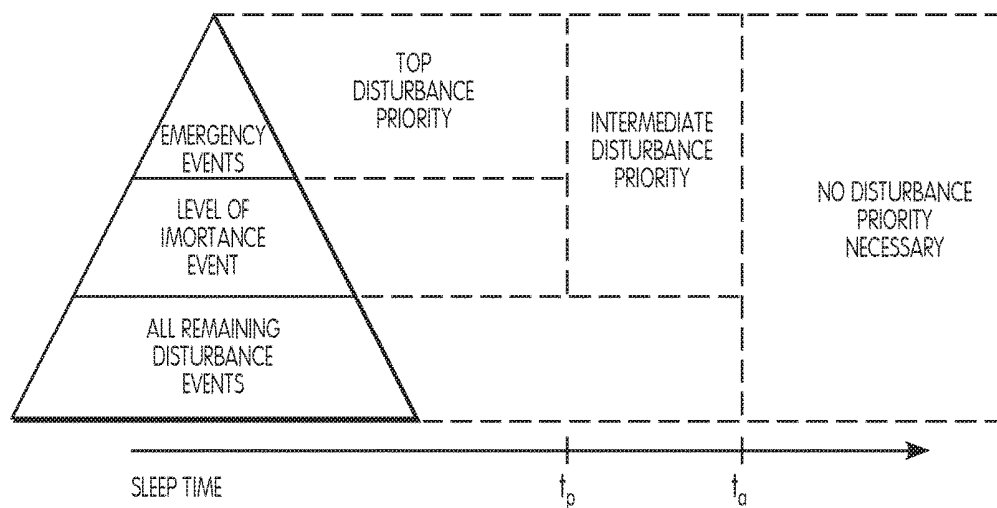 TOP
DISTURBANCE
PRIORITY
INTERMEDIATE
DISTURBANCE
PRIORITY
NO DISTURBANCE
PRIORITY
NECESSARY
EMERGENCY
EVENTS
LEVEL OF
IMORTANCE
EVENT
ALL REMAINING
DISTURBANCE
EVENTS
SLEEP TIME
tp
ta